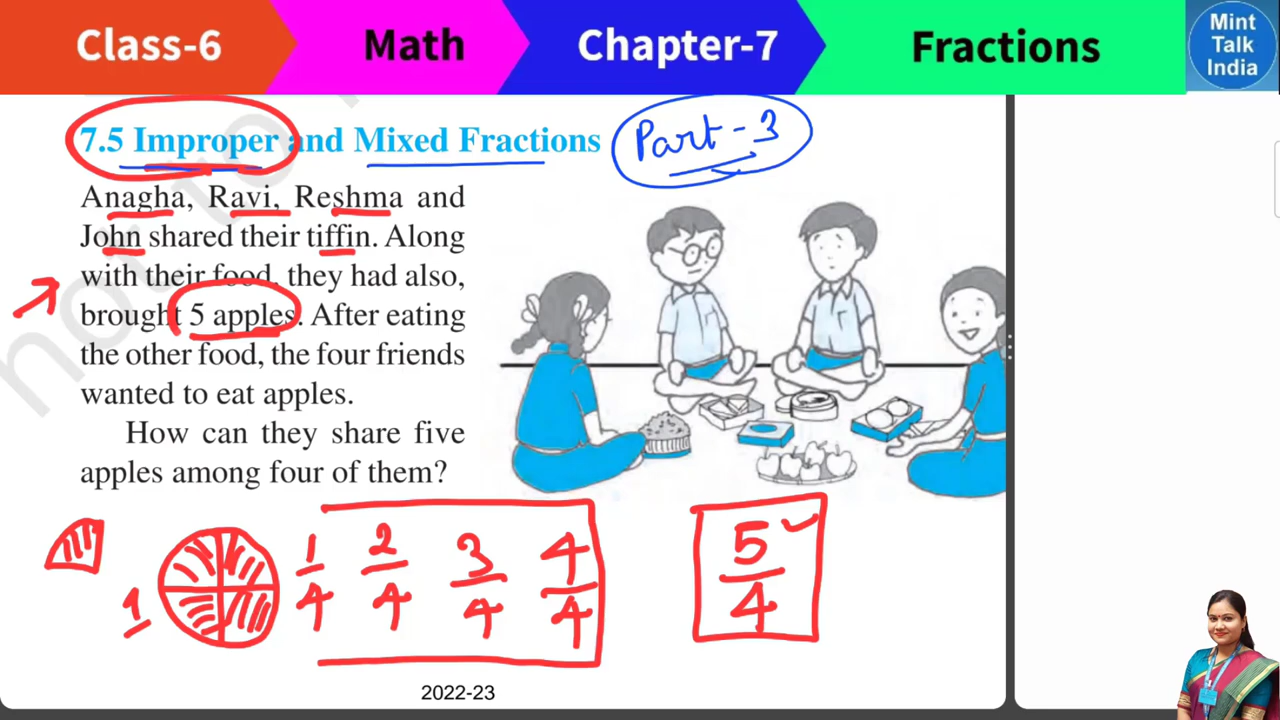 Class-6 Math Chapter-7 Fractions
Mint
Talk
India
7.5 Improper and Mixed Fractions Part-3
Anagha, Ravi, Reshma and
John shared their tiffin. Along
with their food, they had also,
brought 5 apples. After eating
the other food, the four friends
wanted to eat apples.
How can they share five
apples among four of them?
1 1/4 2/4 3/4 4/4 5/4
2022-23